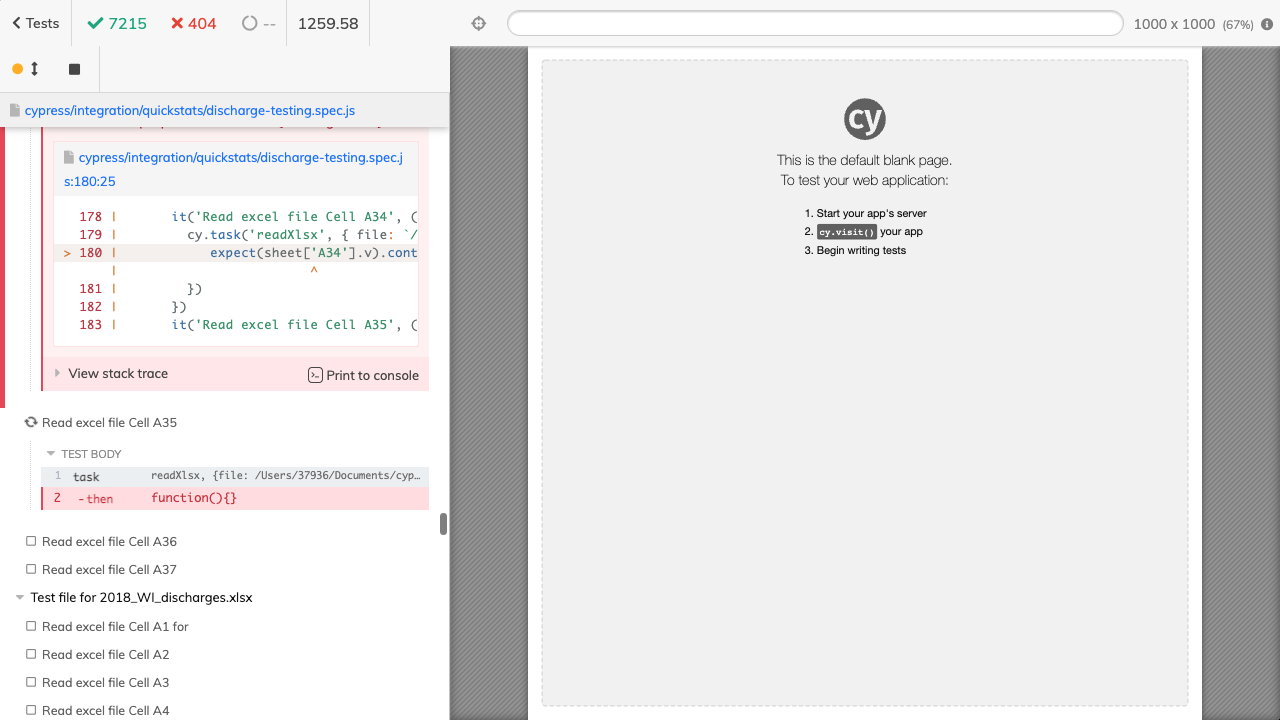 Tests
7215
404
--
1259.58
1000 x 1000 (67%)
cypress/integration/quickstats/discharge-testing.spec.js
cypress/integration/quickstats/discharge-testing.spec.j
s:180:25
178 | it('Read excel file Cell A34', (
179 | cy.task('readXlsx', { file: `/
> 180 | expect(sheet['A34'].v).cont
| ^
181 | })
182 | })
183 | it('Read excel file Cell A35', (
View stack trace
Print to console
Read excel file Cell A35
TEST BODY
1 task readXlsx, {file: /Users/37936/Documents/cyp…
2 -then function(){}
Read excel file Cell A36
Read excel file Cell A37
Test file for 2018_WI_discharges.xlsx
Read excel file Cell A1 for
Read excel file Cell A2
Read excel file Cell A3
Read excel file Cell A4
cy
This is the default blank page.
To test your web application:
1. Start your app's server
2. cy.visit() your app
3. Begin writing tests